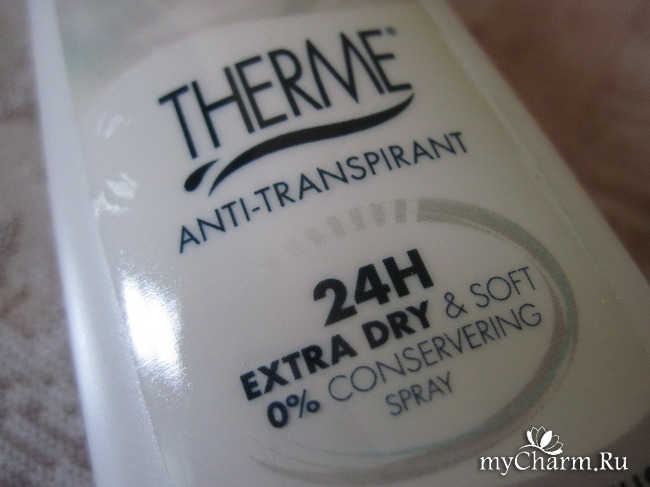 THERME®
ANTI-TRANSPIRANT
24H
EXTRA DRY & SOFT
0% CONSERVERING
SPRAY
myCharm.Ru